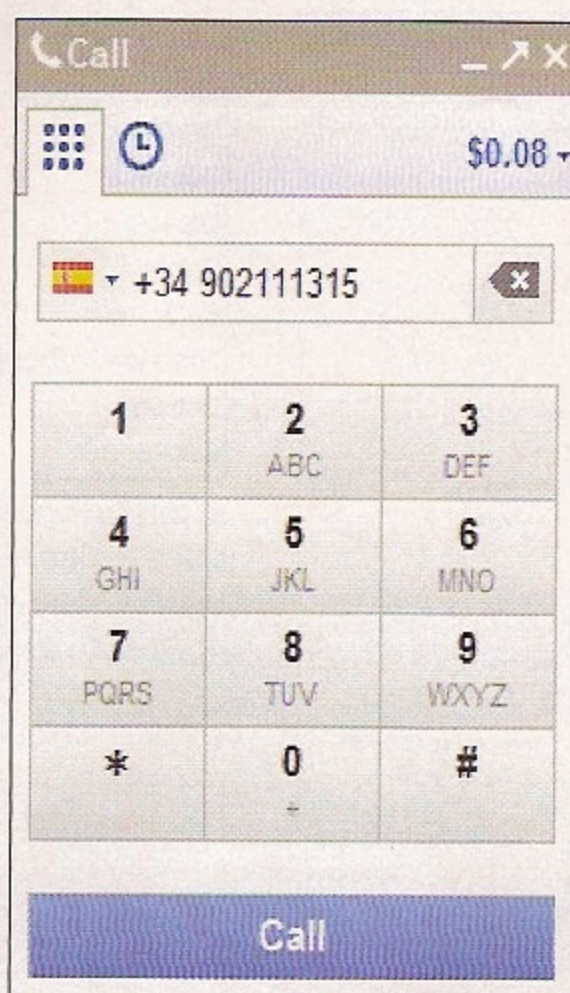 Call
$0.08
+34 902111315
1 2 3
ABC DEF
4 5 6
GHI JKL MNO
7 8 9
PQRS TUV WXYZ
* 0 #
+
Call